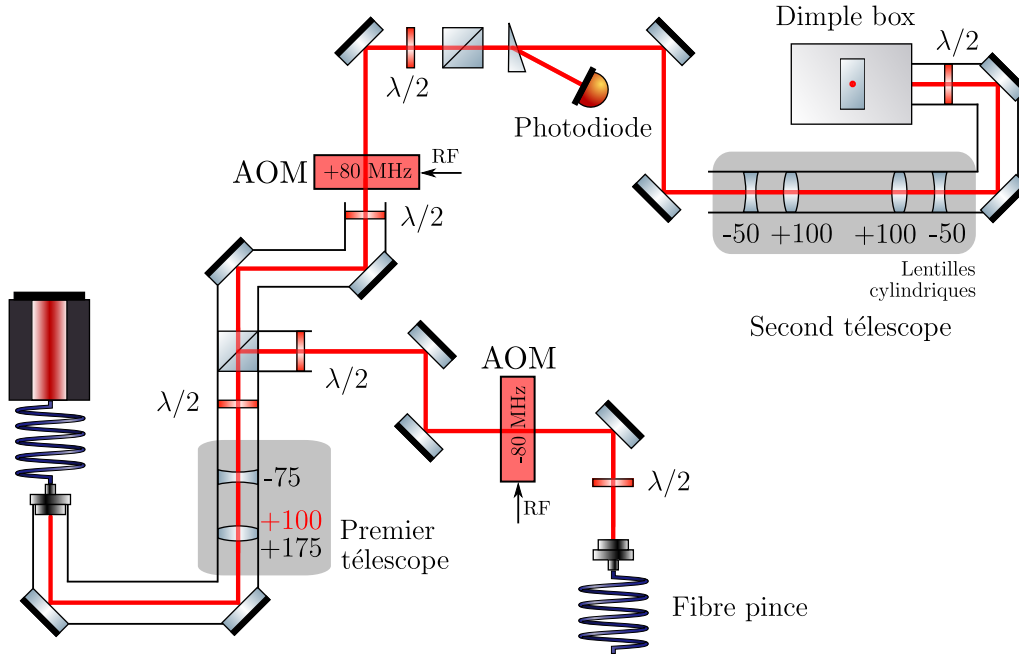 Dimple box
λ/2
λ/2
Photodiode
AOM
+80 MHz
RF
λ/2
-50
+100
+100
-50
Lentilles
cylindriques
Second télescope
AOM
λ/2
-80 MHz
RF
λ/2
λ/2
-75
+100
+175
Premier
télescope
Fibre pince